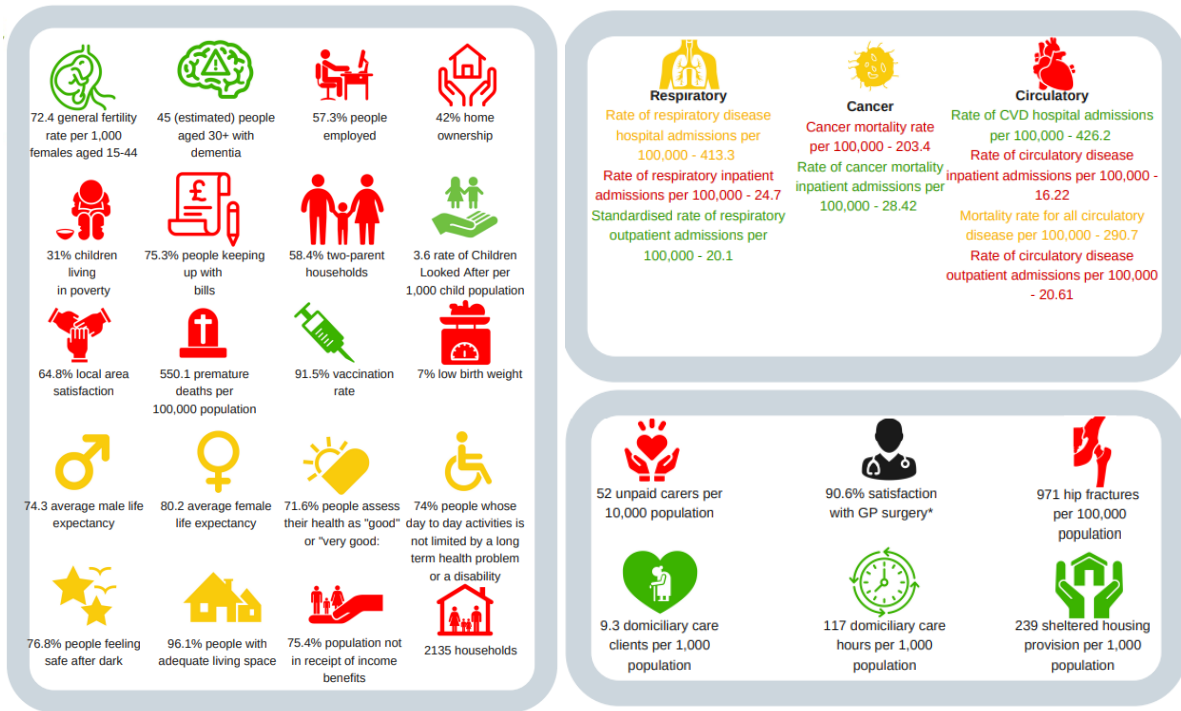 72.4 general fertility
rate per 1,000
females aged 15-44
45 (estimated) people
aged 30+ with
dementia
57.3% people
employed
42% home
ownership
31% children
living
in poverty
75.3% people keeping
up with
bills
58.4% two-parent
households
3.6 rate of Children
Looked After per
1,000 child population
64.8% local area
satisfaction
550.1 premature
deaths per
100,000 population
91.5% vaccination
rate
7% low birth weight
74.3 average male life
expectancy
80.2 average female
life expectancy
71.6% people assess
their health as "good"
or "very good:
74% people whose
day to day activities is
not limited by a long
term health problem
or a disability
76.8% people feeling
safe after dark
96.1% people with
adequate living space
75.4% population not
in receipt of income
benefits
2135 households
Respiratory
Rate of respiratory disease
hospital admissions per
100,000 - 413.3
Rate of respiratory inpatient
admissions per 100,000 - 24.7
Standardised rate of respiratory
outpatient admissions per
100,000 - 20.1
Cancer
Cancer mortality rate
per 100,000 - 203.4
Rate of cancer mortality
inpatient admissions per
100,000 - 28.42
Circulatory
Rate of CVD hospital admissions
per 100,000 - 426.2
Rate of circulatory disease
inpatient admissions per 100,000 -
16.22
Mortality rate for all circulatory
disease per 100,000 - 290.7
Rate of circulatory disease
outpatient admissions per 100,000
- 20.61
52 unpaid carers per
10,000 population
90.6% satisfaction
with GP surgery*
971 hip fractures
per 100,000
population
9.3 domiciliary care
clients per 1,000
population
117 domiciliary care
hours per 1,000
population
239 sheltered housing
provision per 1,000
population